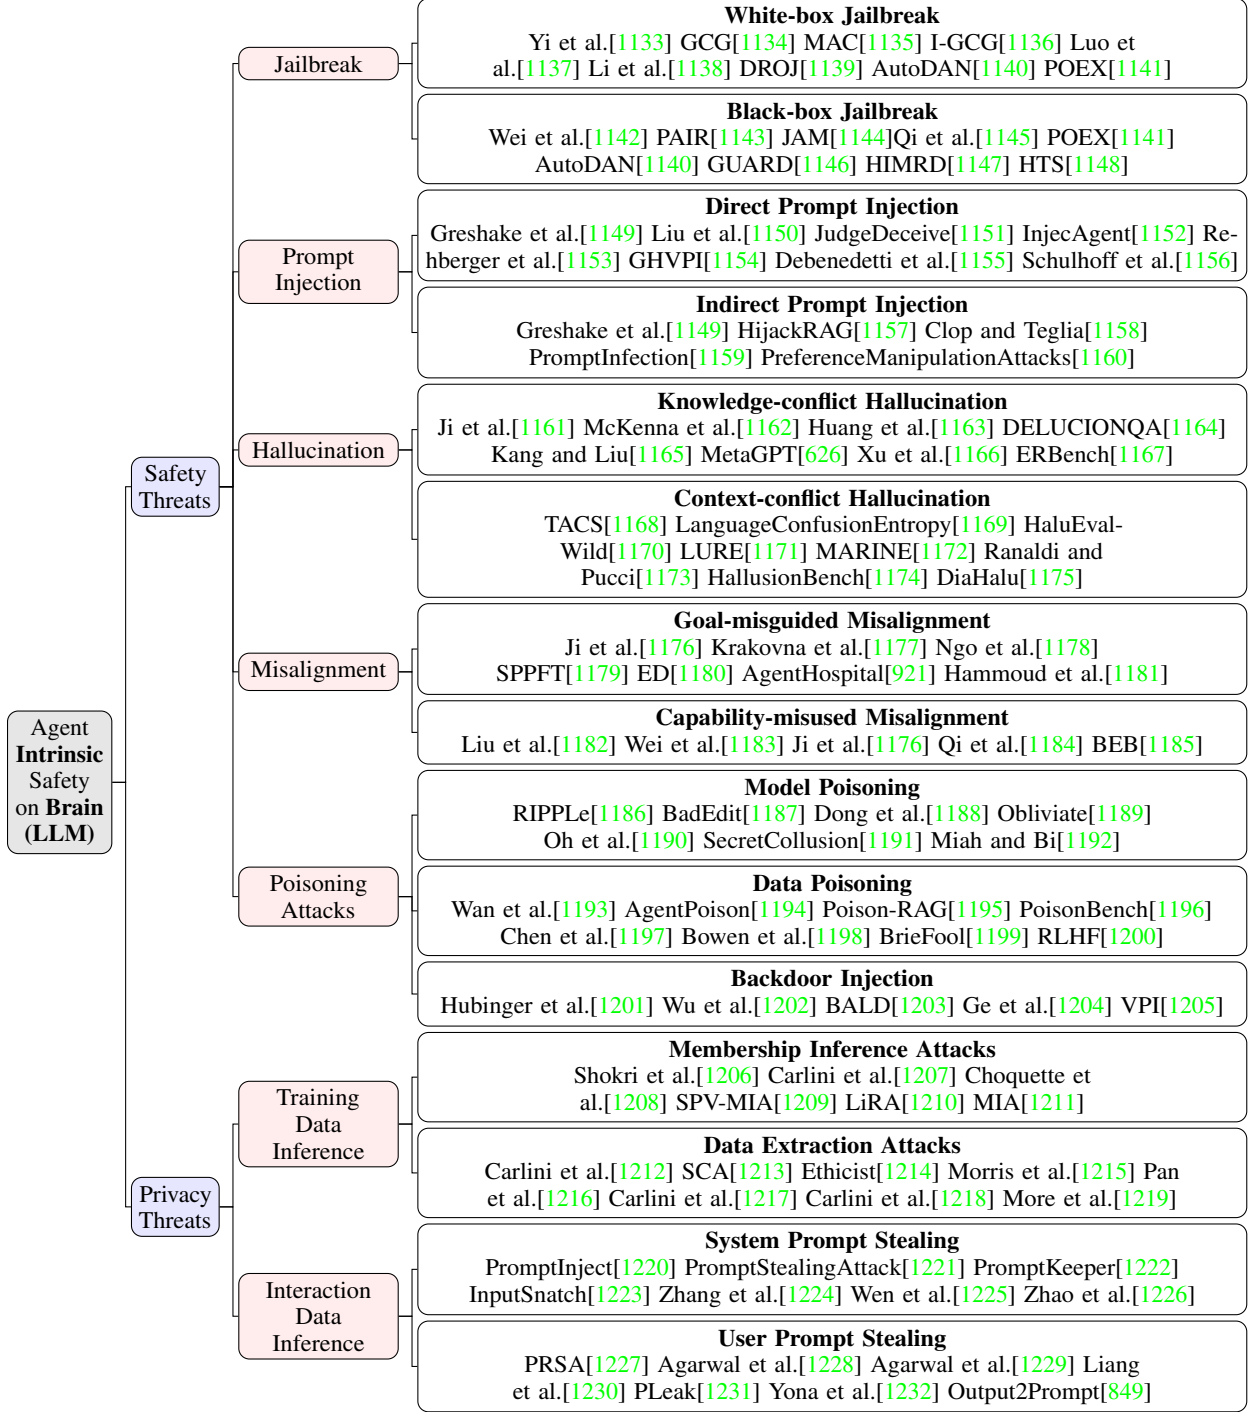 White-box Jailbreak
Yi et al.[1133] GCG[1134] MAC[1135] I-GCG[1136] Luo et
al.[1137] Li et al.[1138] DROJ[1139] AutoDAN[1140] POEX[1141]
Jailbreak
Black-box Jailbreak
Wei et al.[1142] PAIR[1143] JAM[1144]Qi et al.[1145] POEX[1141]
AutoDAN[1140] GUARD[1146] HIMRD[1147] HTS[1148]
Direct Prompt Injection
Greshake et al.[1149] Liu et al.[1150] JudgeDeceive[1151] InjecAgent[1152] Re-
hberger et al.[1153] GHVPI[1154] Debenedetti et al.[1155] Schulhoff et al.[1156]
Prompt
Injection
Indirect Prompt Injection
Greshake et al.[1149] HijackRAG[1157] Clop and Teglia[1158]
PromptInfection[1159] PreferenceManipulationAttacks[1160]
Knowledge-conflict Hallucination
Ji et al.[1161] McKenna et al.[1162] Huang et al.[1163] DELUCIONQA[1164]
Kang and Liu[1165] MetaGPT[626] Xu et al.[1166] ERBench[1167]
Hallucination
Safety
Threats
Context-conflict Hallucination
TACS[1168] LanguageConfusionEntropy[1169] HaluEval-
Wild[1170] LURE[1171] MARINE[1172] Ranaldi and
Pucci[1173] HallusionBench[1174] DiaHalu[1175]
Goal-misguided Misalignment
Ji et al.[1176] Krakovna et al.[1177] Ngo et al.[1178]
SPPFT[1179] ED[1180] AgentHospital[921] Hammoud et al.[1181]
Misalignment
Capability-misused Misalignment
Liu et al.[1182] Wei et al.[1183] Ji et al.[1176] Qi et al.[1184] BEB[1185]
Agent
Intrinsic
Safety
on Brain
(LLM)
Model Poisoning
RIPPLe[1186] BadEdit[1187] Dong et al.[1188] Obliviate[1189]
Oh et al.[1190] SecretCollusion[1191] Miah and Bi[1192]
Poisoning
Attacks
Data Poisoning
Wan et al.[1193] AgentPoison[1194] Poison-RAG[1195] PoisonBench[1196]
Chen et al.[1197] Bowen et al.[1198] BrieFool[1199] RLHF[1200]
Backdoor Injection
Hubinger et al.[1201] Wu et al.[1202] BALD[1203] Ge et al.[1204] VPI[1205]
Membership Inference Attacks
Shokri et al.[1206] Carlini et al.[1207] Choquette et
al.[1208] SPV-MIA[1209] LiRA[1210] MIA[1211]
Training
Data
Inference
Data Extraction Attacks
Carlini et al.[1212] SCA[1213] Ethicist[1214] Morris et al.[1215] Pan
et al.[1216] Carlini et al.[1217] Carlini et al.[1218] More et al.[1219]
Privacy
Threats
System Prompt Stealing
PromptInject[1220] PromptStealingAttack[1221] PromptKeeper[1222]
InputSnatch[1223] Zhang et al.[1224] Wen et al.[1225] Zhao et al.[1226]
Interaction
Data
Inference
User Prompt Stealing
PRSA[1227] Agarwal et al.[1228] Agarwal et al.[1229] Liang
et al.[1230] PLeak[1231] Yona et al.[1232] Output2Prompt[849]